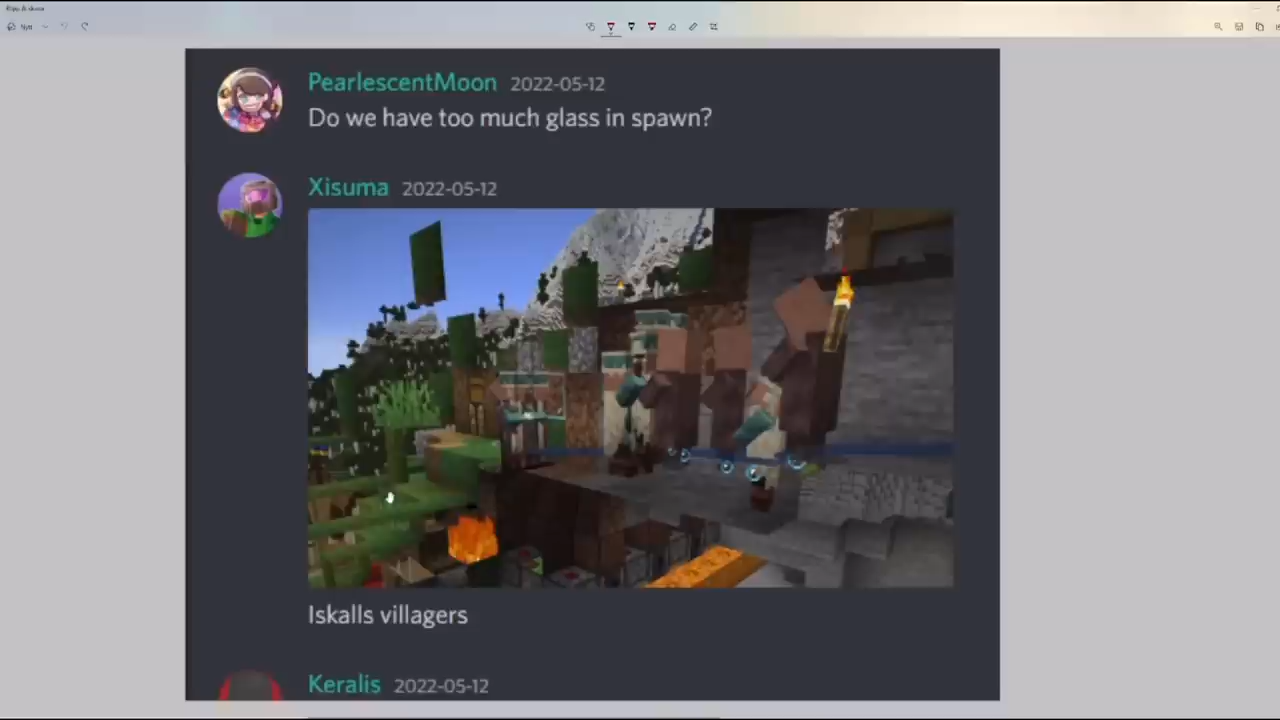 PearlescentMoon 2022-05-12
Do we have too much glass in spawn?
Xisuma 2022-05-12
Iskalls villagers
Keralis 2022-05-12